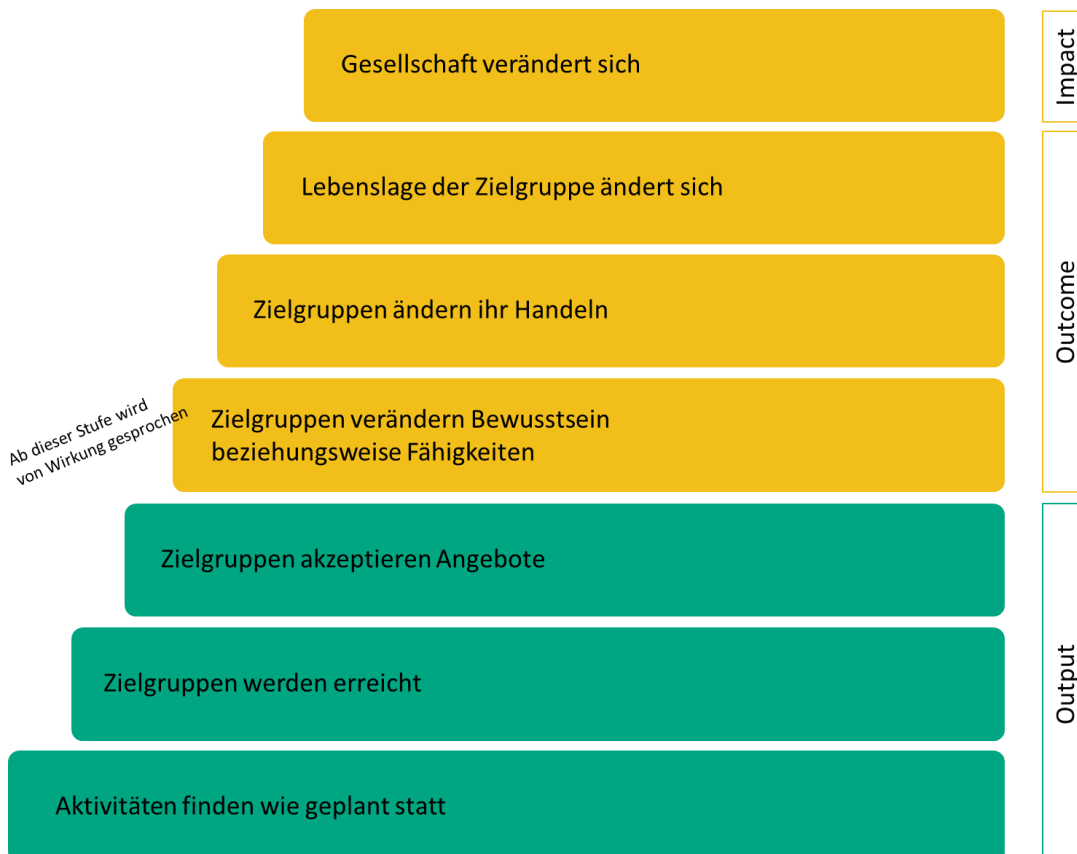 Gesellschaft verändert sich
Impact
Lebenslage der Zielgruppe ändert sich
Zielgruppen ändern ihr Handeln
Outcome
Ab dieser Stufe wird
von Wirkung gesprochen
Zielgruppen verändern Bewusstsein
beziehungsweise Fähigkeiten
Zielgruppen akzeptieren Angebote
Zielgruppen werden erreicht
Output
Aktivitäten finden wie geplant statt